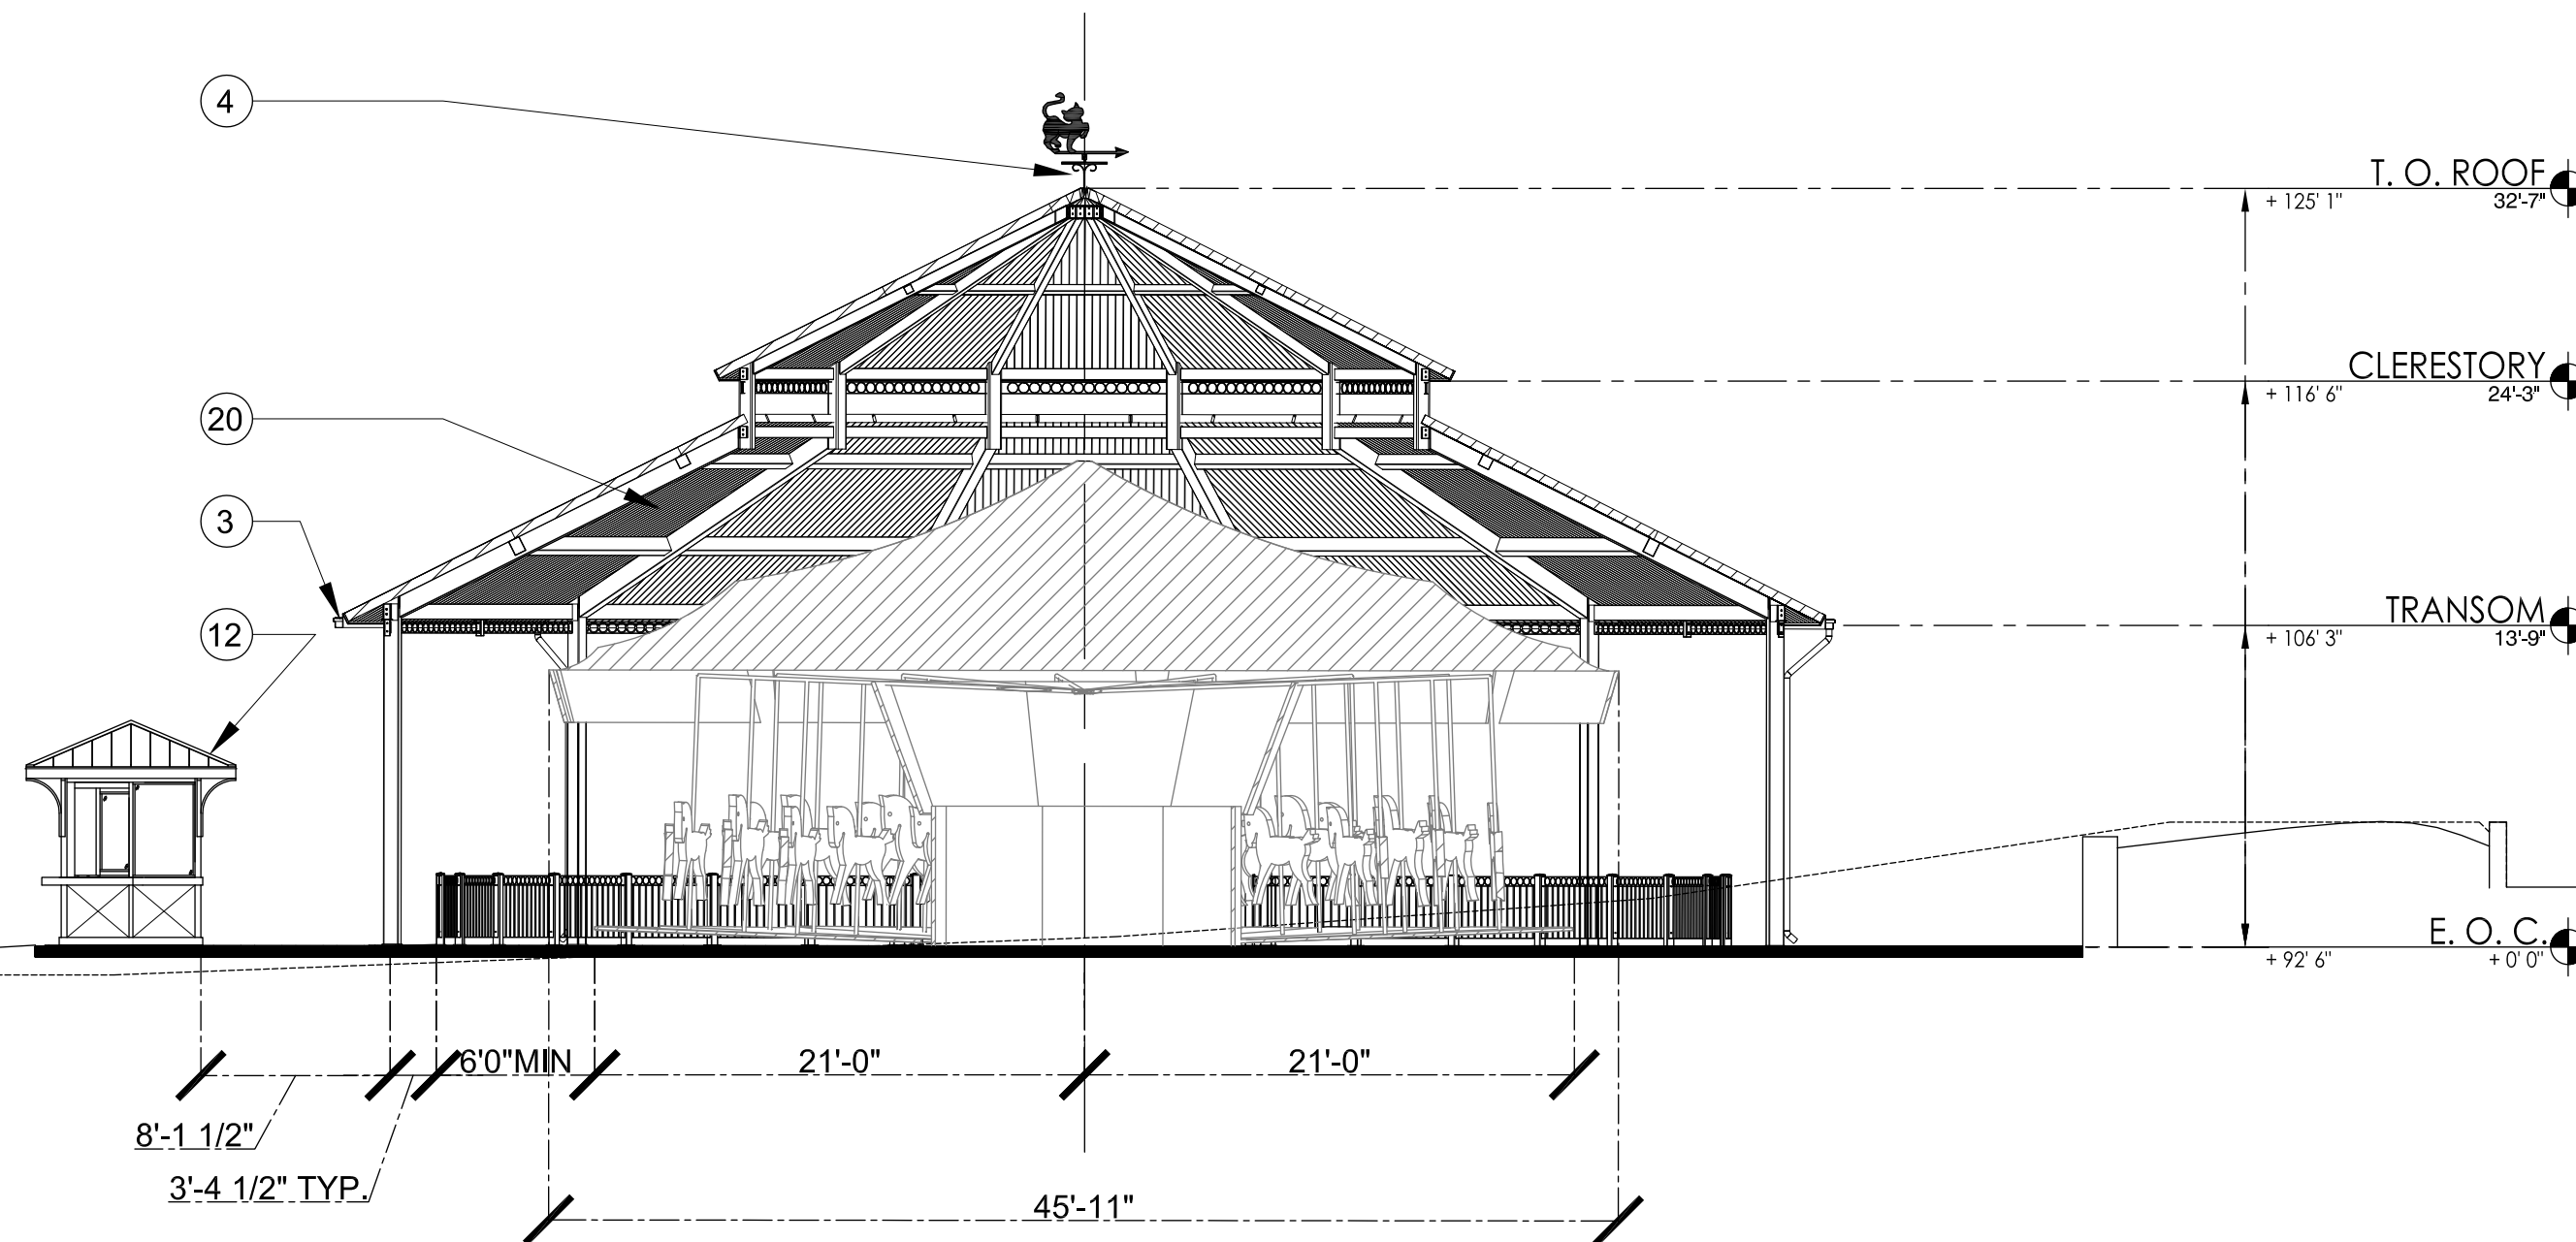 4
T. O. ROOF
+ 125' 1" 32'-7"
CLERESTORY
+ 116' 6" 24'-3"
20
3
TRANSOM
+ 106' 3" 13'-9"
12
E. O. C.
+ 92' 6" + 0' 0"
6'0"MIN 21'-0" 21'-0"
8'-1 1/2"
3'-4 1/2" TYP.
45'-11"